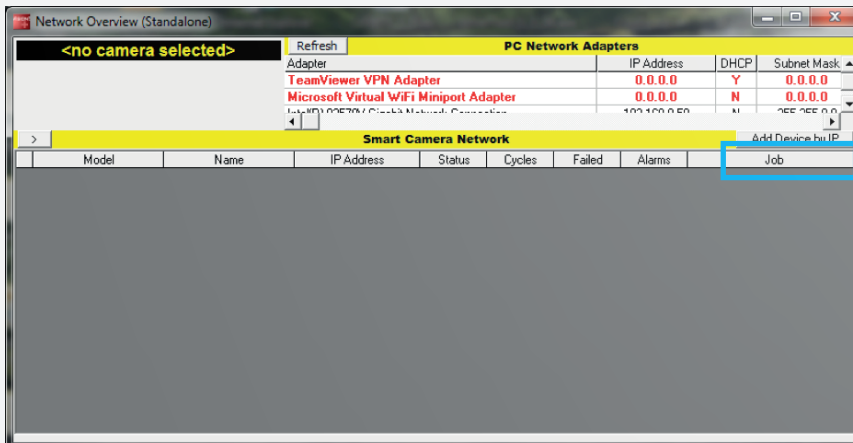 Network Overview (Standalone)
<no camera selected>
Refresh
PC Network Adapters
Adapter IP Address DHCP Subnet Mask
TeamViewer VPN Adapter 0.0.0.0 Y 0.0.0.0
Microsoft Virtual WiFi Miniport Adapter 0.0.0.0 N 0.0.0.0
> Smart Camera Network Add Device by IP
Model Name IP Address Status Cycles Failed Alarms Job